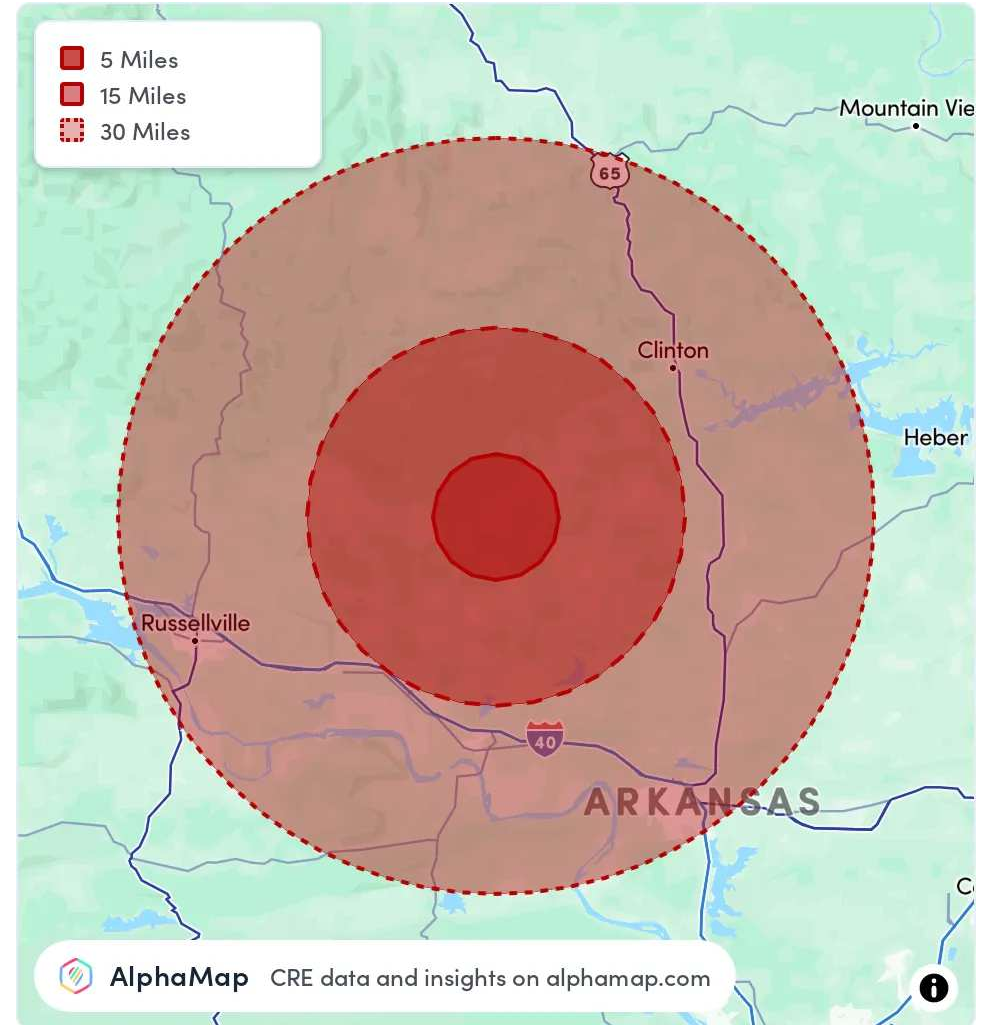 5 Miles
15 Miles
30 Miles
Mountain Vie
65
Clinton
Heber
Russellville
40
ARKANSAS
C
AlphaMap CRE data and insights on alphamap.com